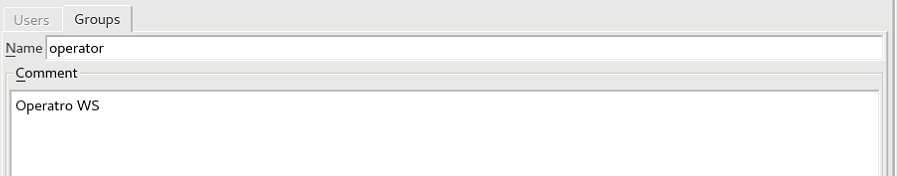 Users Groups
Name operator
Comment
Operatro WS